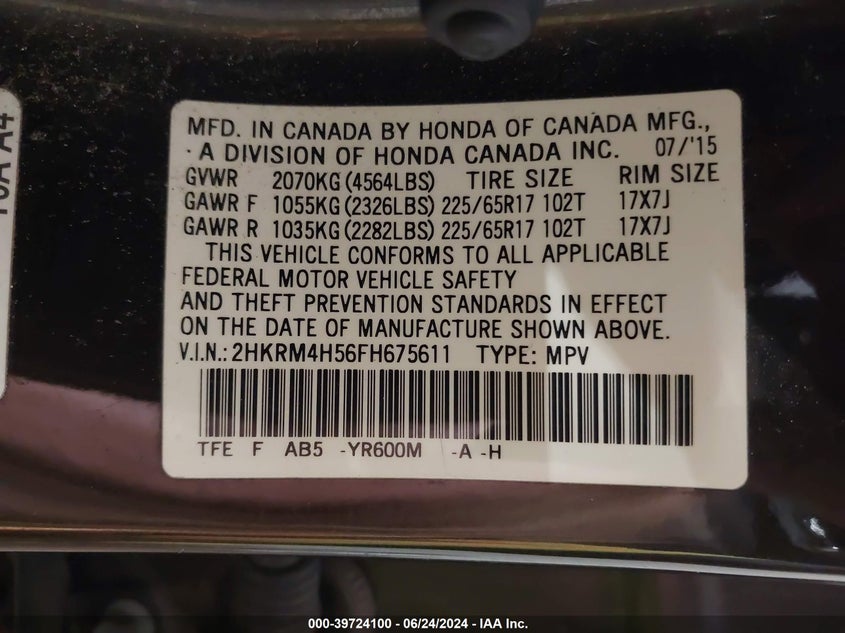 MFD. IN CANADA BY HONDA OF CANADA MFG.,
· A DIVISION OF HONDA CANADA INC. 07/'15
GVWR 2070KG (4564LBS) TIRE SIZE RIM SIZE
GAWR F 1055KG (2326LBS) 225/65R17 102T 17X7J
GAWR R 1035KG (2282LBS) 225/65R17 102T 17X7J
THIS VEHICLE CONFORMS TO ALL APPLICABLE
FEDERAL MOTOR VEHICLE SAFETY
AND THEFT PREVENTION STANDARDS IN EFFECT
ON THE DATE OF MANUFACTURE SHOWN ABOVE.
V.I.N.: 2HKRM4H56FH675611 TYPE: MPV
TFE F AB5 -YR600M -A -H
000-39724100 - 06/24/2024 - IAA Inc.